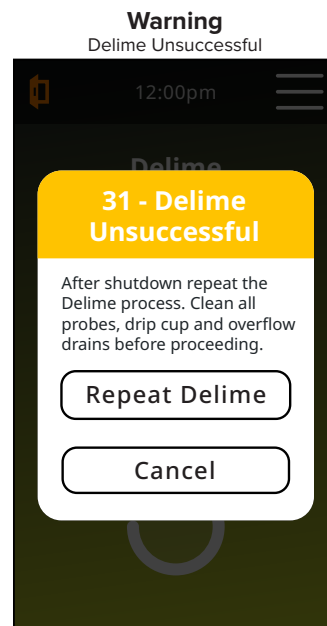 Warning
Delime Unsuccessful
12:00pm
Delime
31 - Delime
Unsuccessful
After shutdown repeat the
Delime process. Clean all
probes, drip cup and overflow
drains before proceeding.
Repeat Delime
Cancel